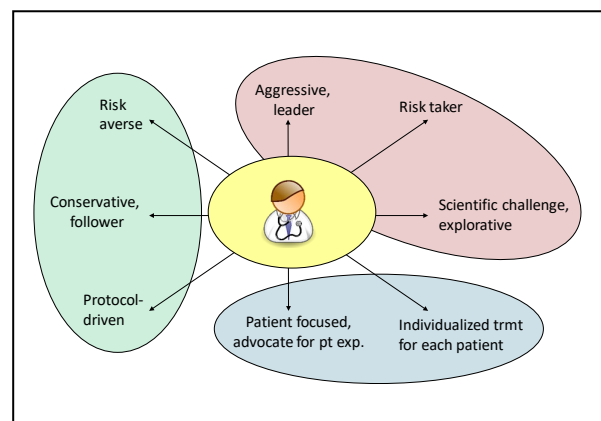 Aggressive,
leader
Risk
averse
Risk taker
Conservative,
follower
Scientific challenge,
explorative
Protocol-
driven
Patient focused,
advocate for pt exp.
Individualized trmt
for each patient